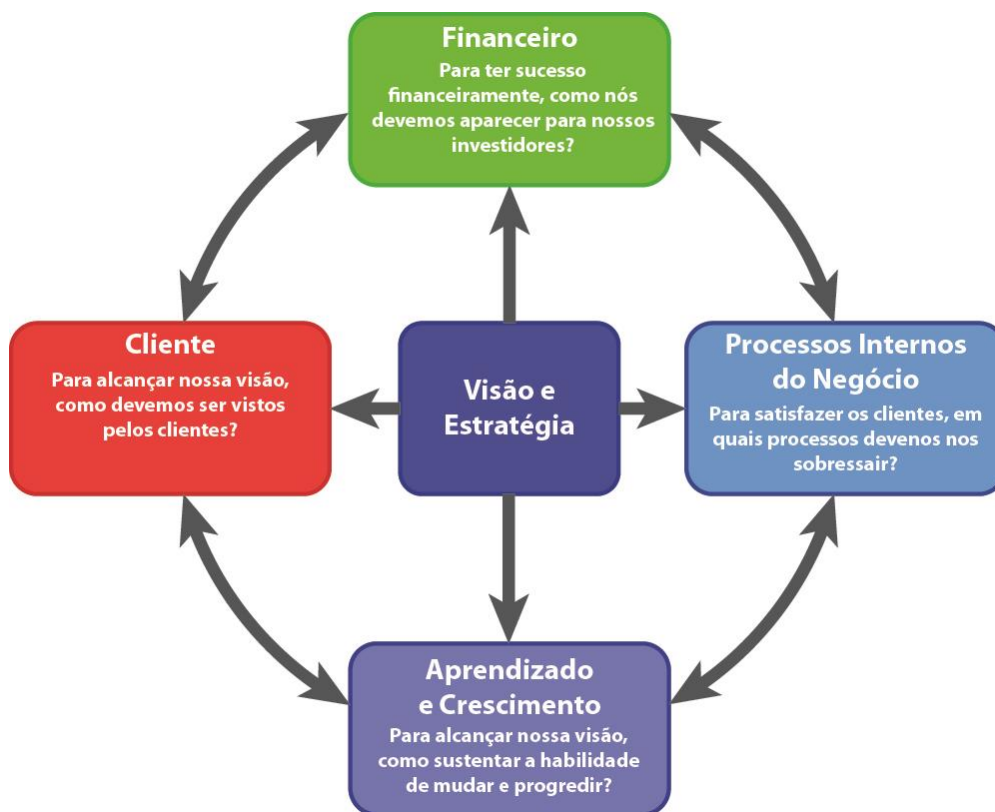 Financeiro
Para ter sucesso
financeiramente, como nós
devemos aparecer para nossos
investidores?
Cliente
Para alcançar nossa visão,
como devemos ser vistos
pelos clientes?
Visão e
Estratégia
Processos Internos
do Negócio
Para satisfazer os clientes, em
quais processos devenos nos
sobressair?
Aprendizado
e Crescimento
Para alcançar nossa visão,
como sustentar a habilidade
de mudar e progredir?